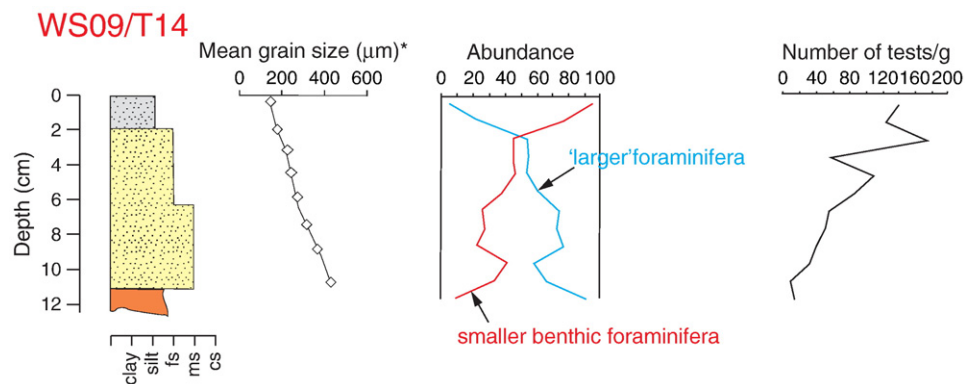 WS09/T14
Mean grain size (μm)*
0 200 400 600
Abundance
0 20 40 60 80 100
Number of tests/g
0 40 80 120 160 200
Depth (cm)
0
2
4
6
8
10
12
'larger'foraminifera
smaller benthic foraminifera
clay
silt
fs
ms
cs